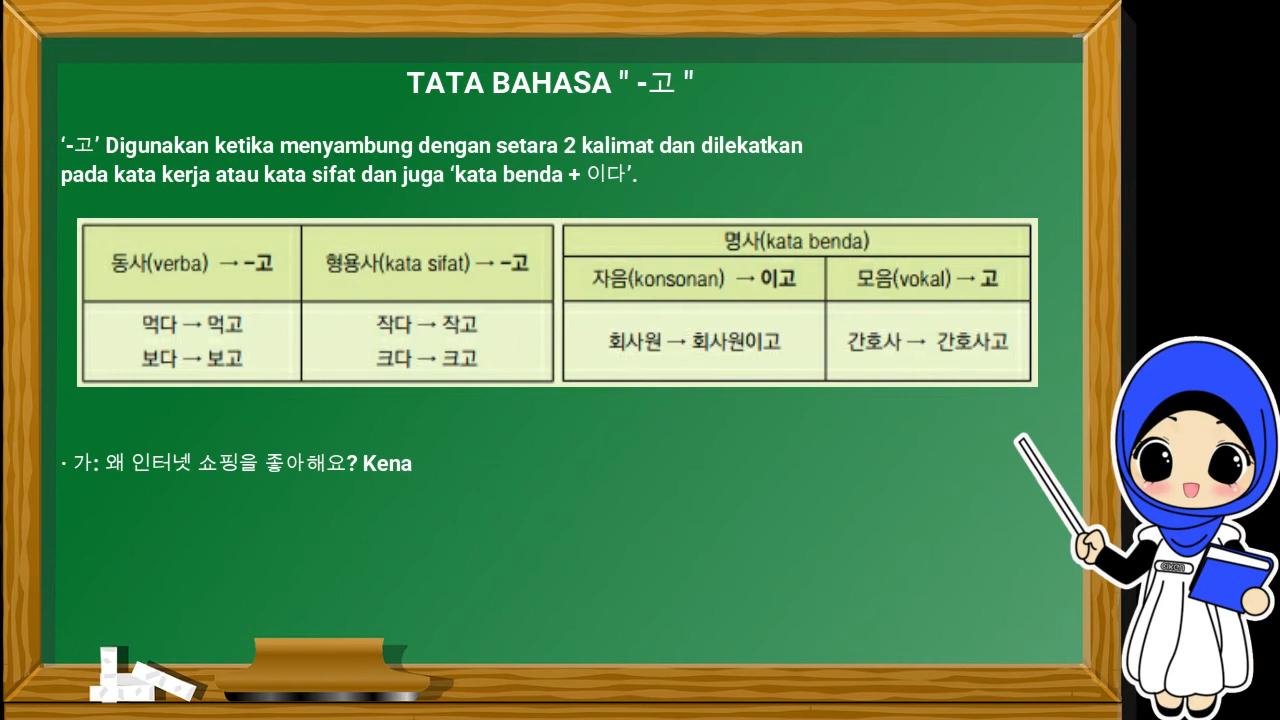 TATA BAHASA " -고 "
‘-고’ Digunakan ketika menyambung dengan setara 2 kalimat dan dilekatkan
pada kata kerja atau kata sifat dan juga ‘kata benda + 이다’.
동사(verba) → –고
형용사(kata sifat) → –고
명사(kata benda)
자음(konsonan) → 이고
모음(vokal) → 고
먹다 → 먹고
보다 → 보고
작다 → 작고
크다 → 크고
회사원 → 회사원이고
간호사 → 간호사고
· 가: 왜 인터넷 쇼핑을 좋아해요? Kena